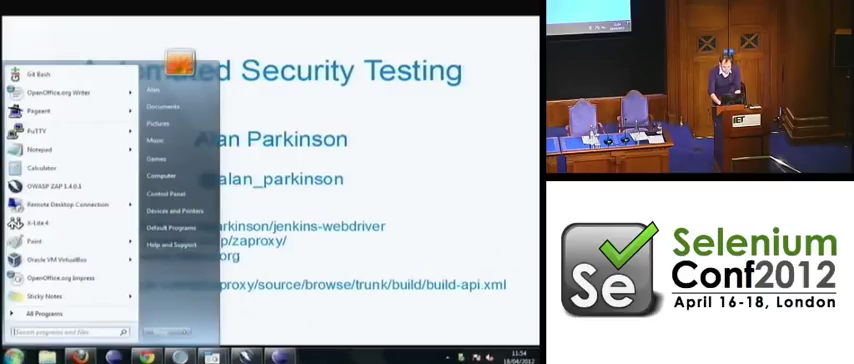 Automated Security Testing
Alan Parkinson
alan_parkinson
arkinson/jenkins-webdriver
p/zaproxy/
.org
oxy/source/browse/trunk/build/build-api.xml
Git Bash
OpenOffice.org Writer
Pageant
PuTTY
Notepad
Calculator
OWASP ZAP 1.4.0.1
Remote Desktop Connection
X-Lite 4
Paint
Oracle VM VirtualBox
OpenOffice.org Impress
Sticky Notes
All Programs
Search programs and files
Alan
Documents
Pictures
Music
Games
Computer
Control Panel
Devices and Printers
Default Programs
Help and Support
11:54
18/04/2012
IET
Se
Selenium
Conf2012
April 16-18, London